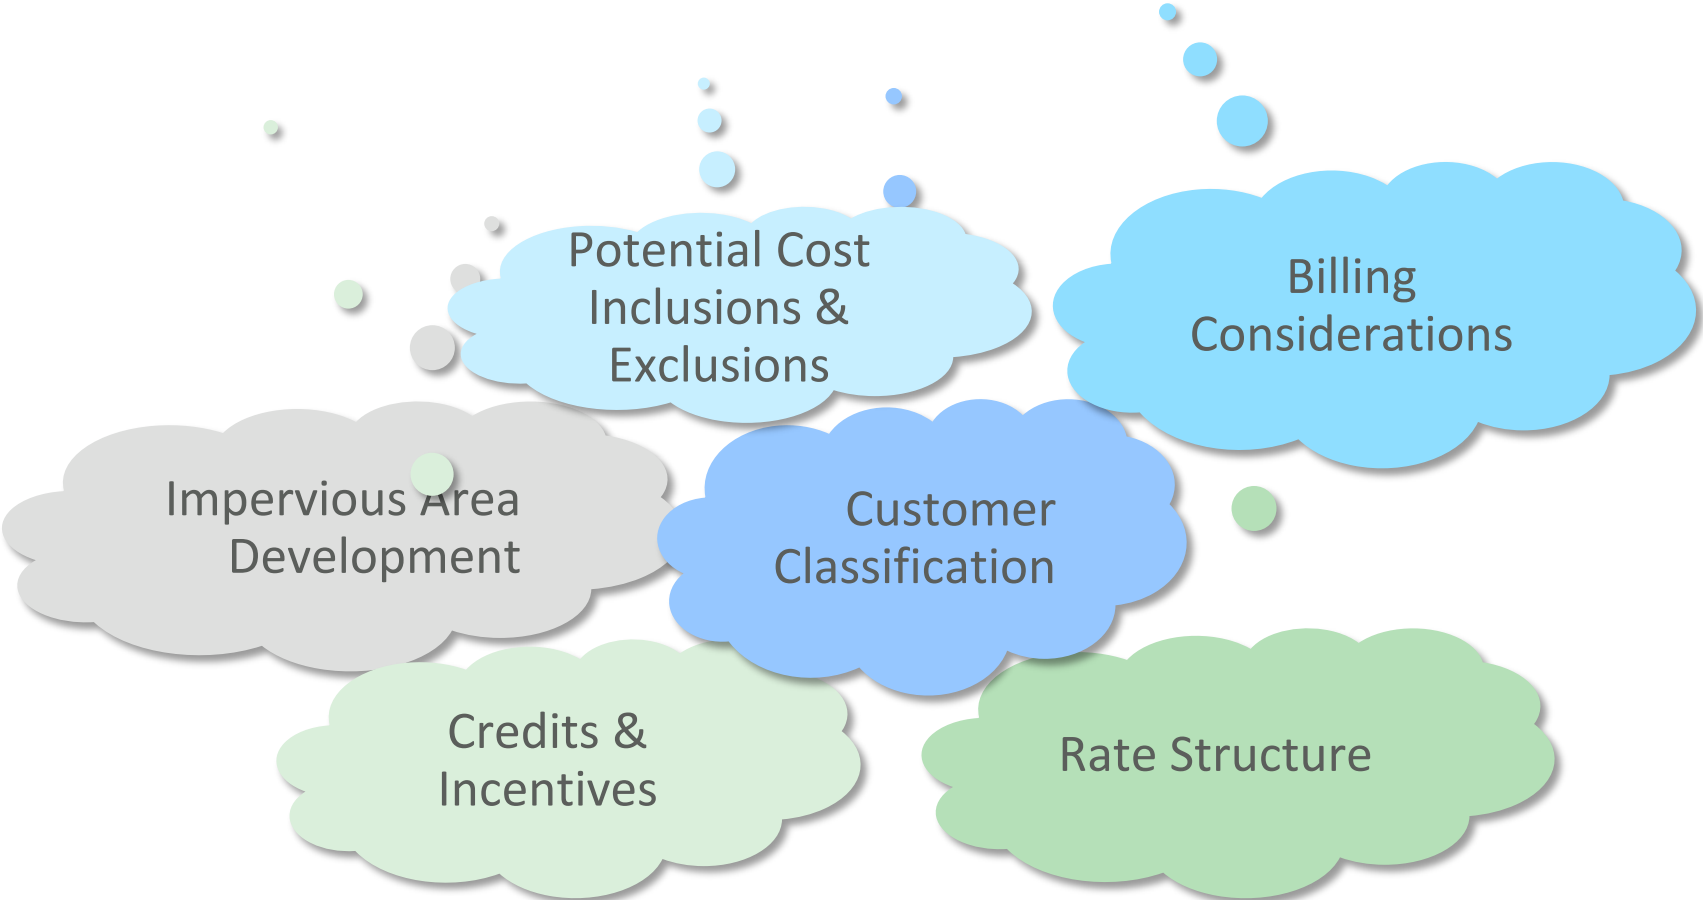 Potential Cost
Inclusions &
Exclusions
Billing
Considerations
Impervious Area
Development
Customer
Classification
Credits &
Incentives
Rate Structure